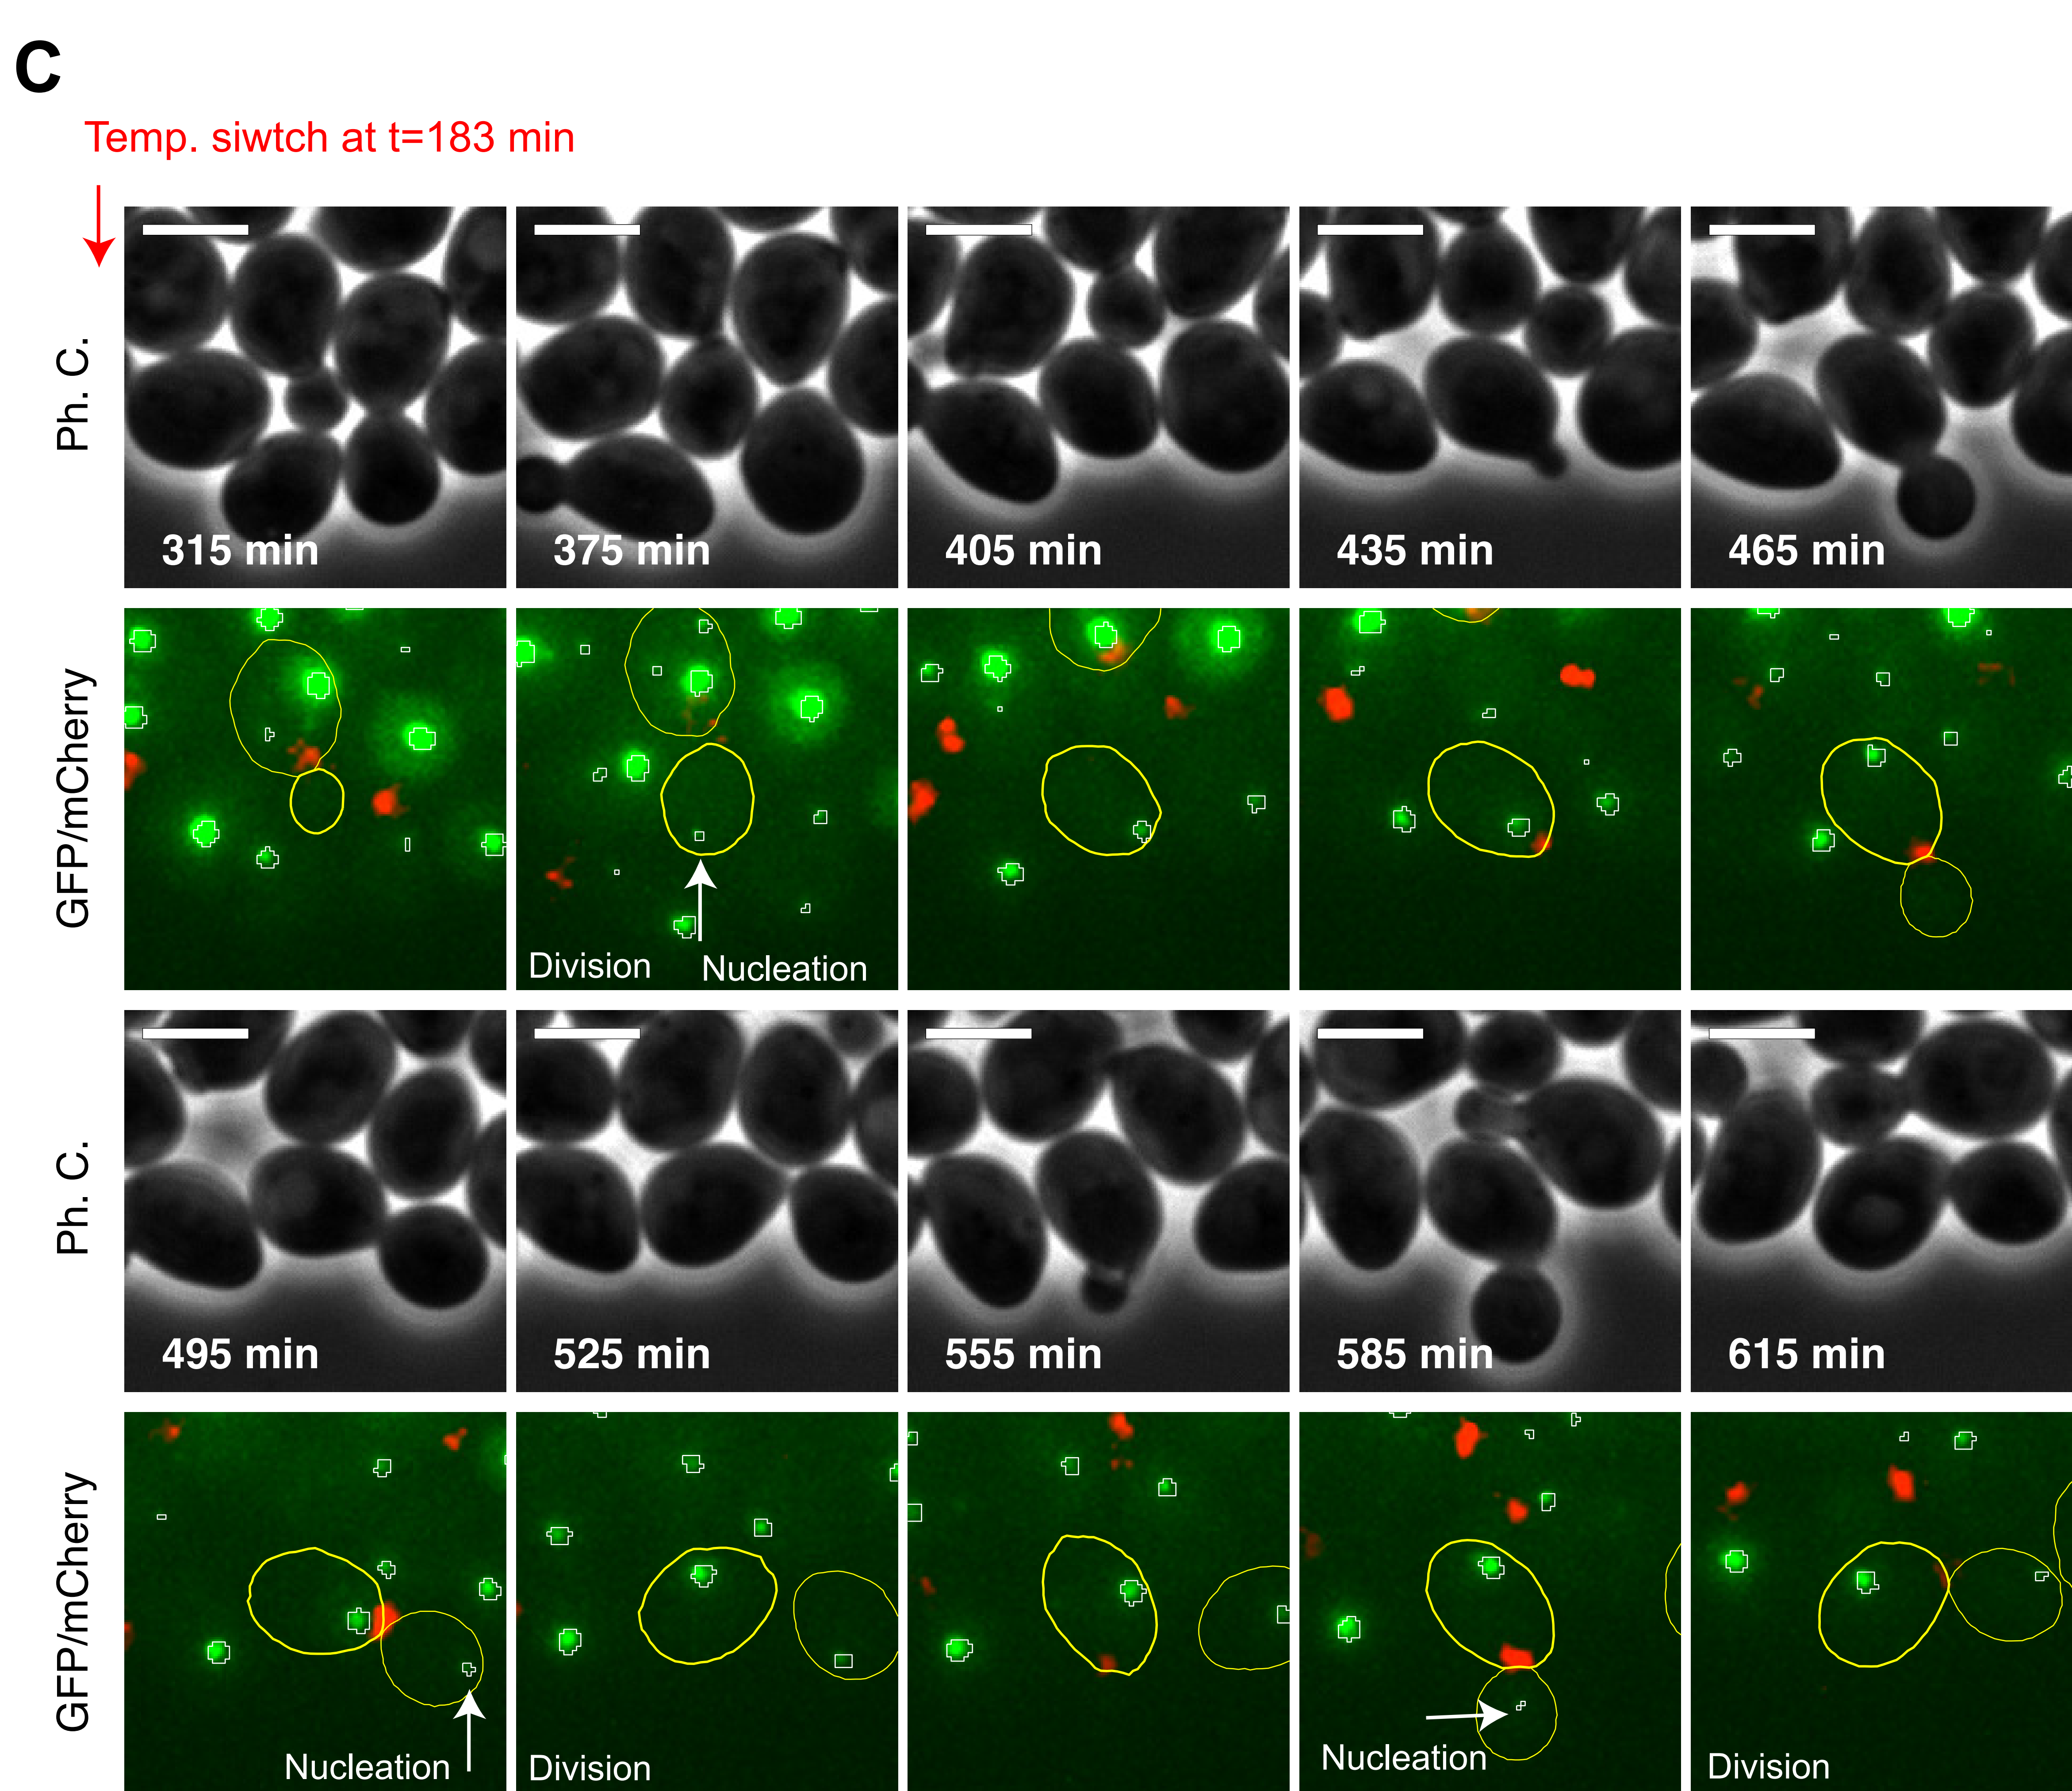 C
Temp. siwtch at t=183 min
Ph. C.
315 min
375 min
405 min
435 min
465 min
GFP/mCherry
Division
Nucleation
Ph. C.
495 min
525 min
555 min
585 min
615 min
GFP/mCherry
Nucleation
Division
Nucleation
Division